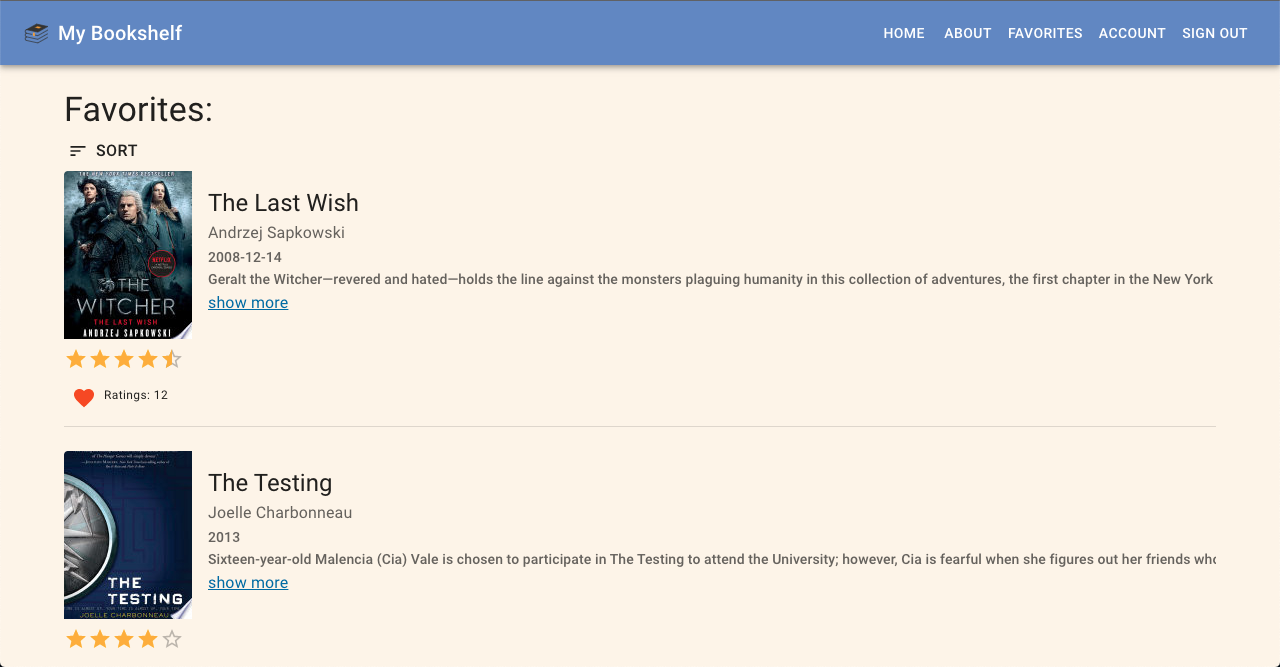 My Bookshelf
HOME ABOUT FAVORITES ACCOUNT SIGN OUT
Favorites:
SORT
THE NEW YORK TIMES BESTSELLER
NETFLIX
THE
WITCHER
THE LAST WISH
ANDRZEJ SAPKOWSKI
The Last Wish
Andrzej Sapkowski
2008-12-14
Geralt the Witcher—revered and hated—holds the line against the monsters plaguing humanity in this collection of adventures, the first chapter in the New York
show more
Ratings: 12
THE
TESTING
JOELLE CHARBONNEAU
The Testing
Joelle Charbonneau
2013
Sixteen-year-old Malencia (Cia) Vale is chosen to participate in The Testing to attend the University; however, Cia is fearful when she figures out her friends who
show more